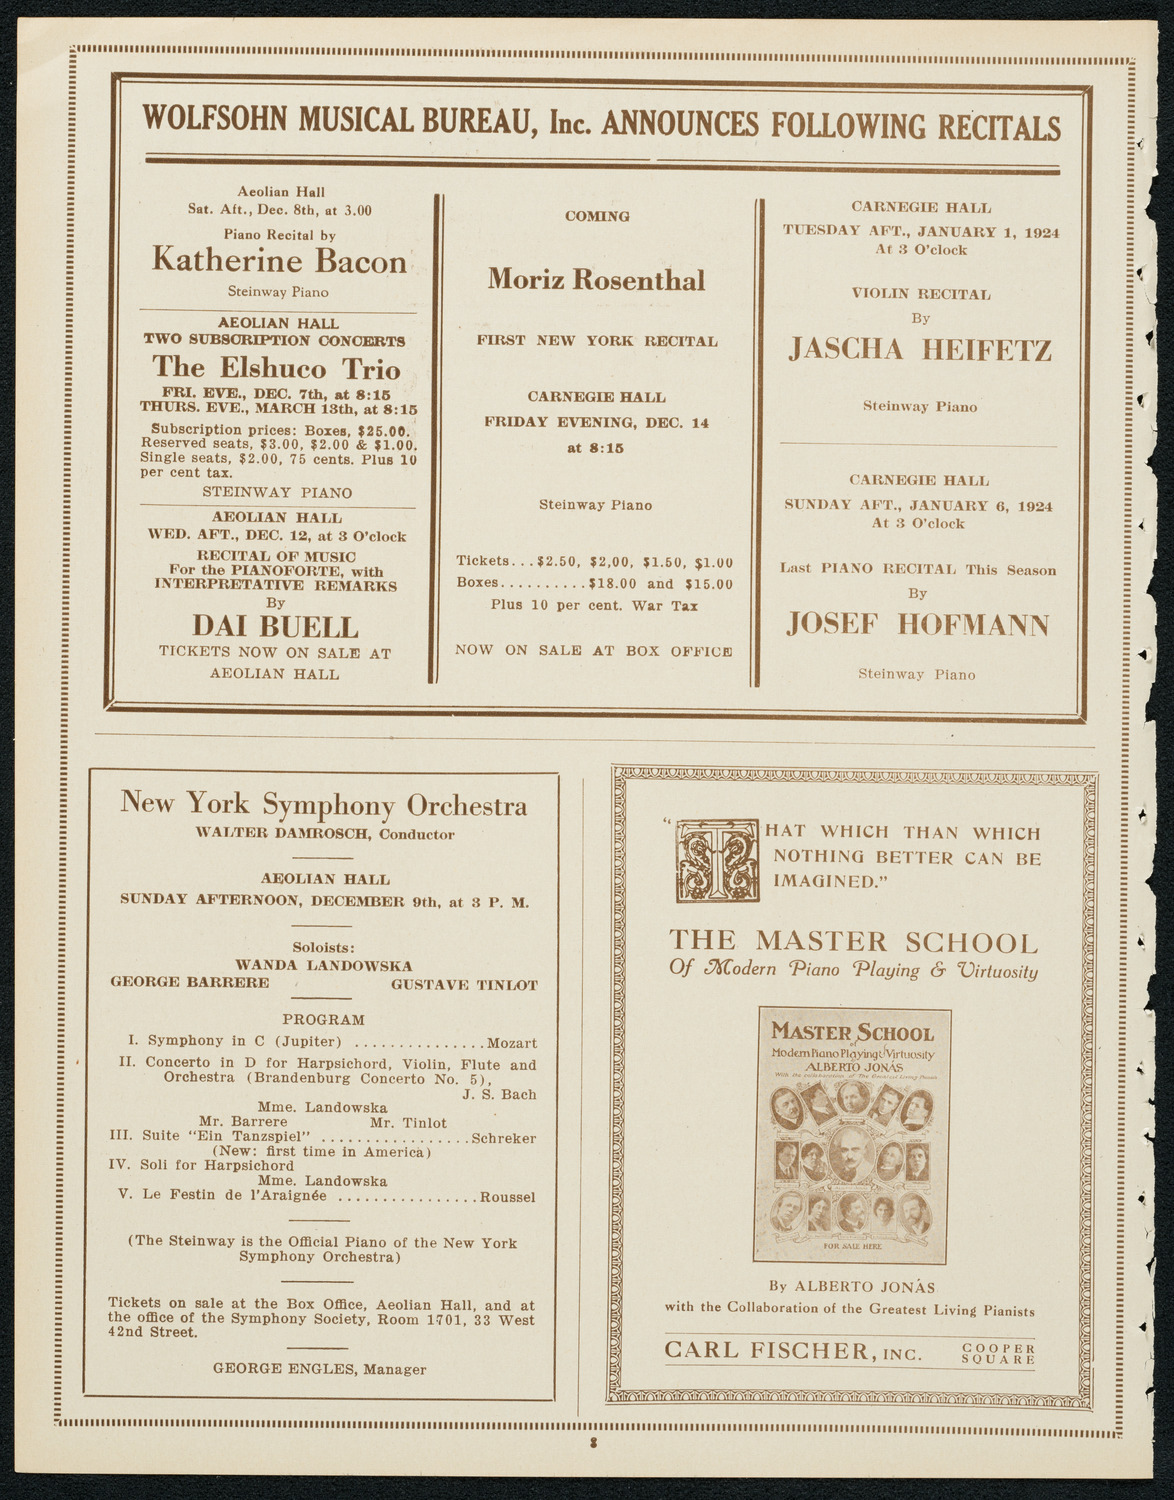 WOLFSOHN MUSICAL BUREAU, Inc. ANNOUNCES FOLLOWING RECITALS
Aeolian Hall
Sat. Aft., Dec. 8th, at 3.00
Piano Recital by
Katherine Bacon
Steinway Piano
AEOLIAN HALL
TWO SUBSCRIPTION CONCERTS
The Elshuco Trio
FRI. EVE., DEC. 7th, at 8:15
THURS. EVE., MARCH 13th, at 8:15
Subscription prices: Boxes, $25.00.
Reserved seats, $3.00, $2.00 & $1.00.
Single seats, $2.00, 75 cents. Plus 10
per cent tax.
STEINWAY PIANO
AEOLIAN HALL
WED. AFT., DEC. 12, at 3 O'clock
RECITAL OF MUSIC
For the PIANOFORTE, with
INTERPRETATIVE REMARKS
By
DAI BUELL
TICKETS NOW ON SALE AT
AEOLIAN HALL
COMING
Moriz Rosenthal
FIRST NEW YORK RECITAL
CARNEGIE HALL
FRIDAY EVENING, DEC. 14
at 8:15
Steinway Piano
Tickets...$2.50, $2,00, $1.50, $1.00
Boxes..........$18.00 and $15.00
Plus 10 per cent. War Tax
NOW ON SALE AT BOX OFFICE
CARNEGIE HALL
TUESDAY AFT., JANUARY 1, 1924
At 3 O'clock
VIOLIN RECITAL
By
JASCHA HEIFETZ
Steinway Piano
CARNEGIE HALL
SUNDAY AFT., JANUARY 6, 1924
At 3 O'clock
Last PIANO RECITAL This Season
By
JOSEF HOFMANN
Steinway Piano
New York Symphony Orchestra
WALTER DAMROSCH, Conductor
AEOLIAN HALL
SUNDAY AFTERNOON, DECEMBER 9th, at 3 P. M.
Soloists:
WANDA LANDOWSKA
GEORGE BARRERE GUSTAVE TINLOT
PROGRAM
I. Symphony in C (Jupiter) ...............Mozart
II. Concerto in D for Harpsichord, Violin, Flute and
Orchestra (Brandenburg Concerto No. 5),
J. S. Bach
Mme. Landowska
Mr. Barrere Mr. Tinlot
III. Suite "Ein Tanzspiel" .................Schreker
(New: first time in America)
IV. Soli for Harpsichord
Mme. Landowska
V. Le Festin de l'Araignée ................Roussel
(The Steinway is the Official Piano of the New York
Symphony Orchestra)
Tickets on sale at the Box Office, Aeolian Hall, and at
the office of the Symphony Society, Room 1701, 33 West
42nd Street.
GEORGE ENGLES, Manager
"THAT WHICH THAN WHICH
NOTHING BETTER CAN BE
IMAGINED."
THE MASTER SCHOOL
Of Modern Piano Playing & Virtuosity
MASTER SCHOOL
of
Modern Piano Playing & Virtuosity
ALBERTO JONÁS
With the collaboration of The Greatest Living Pianists
FOR SALE HERE
By ALBERTO JONÁS
with the Collaboration of the Greatest Living Pianists
CARL FISCHER, INC. COOPER
SQUARE
8